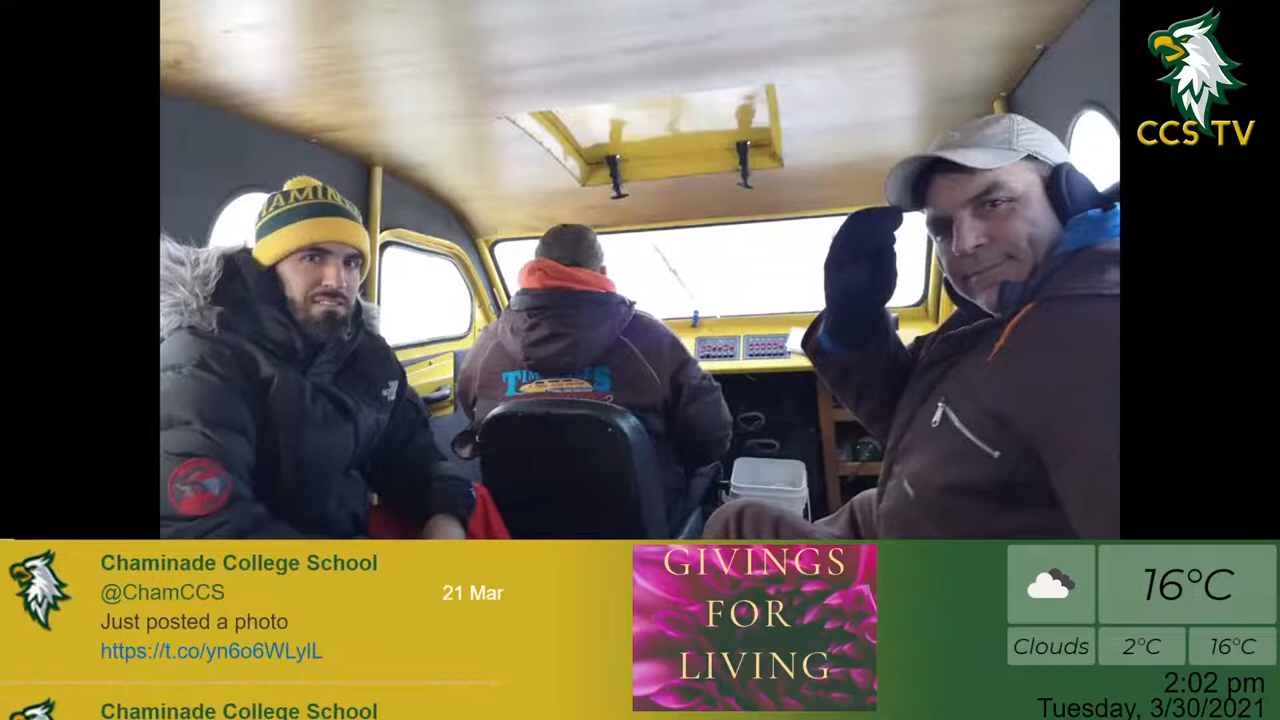 CCS TV
HAMIN
Chaminade College School
@ChamCCS
21 Mar
Just posted a photo
https://t.co/yn6o6WLylL
Chaminade College School
GIVINGS
FOR
LIVING
16°C
Clouds
2°C
16°C
2:02 pm
Tuesday, 3/30/2021